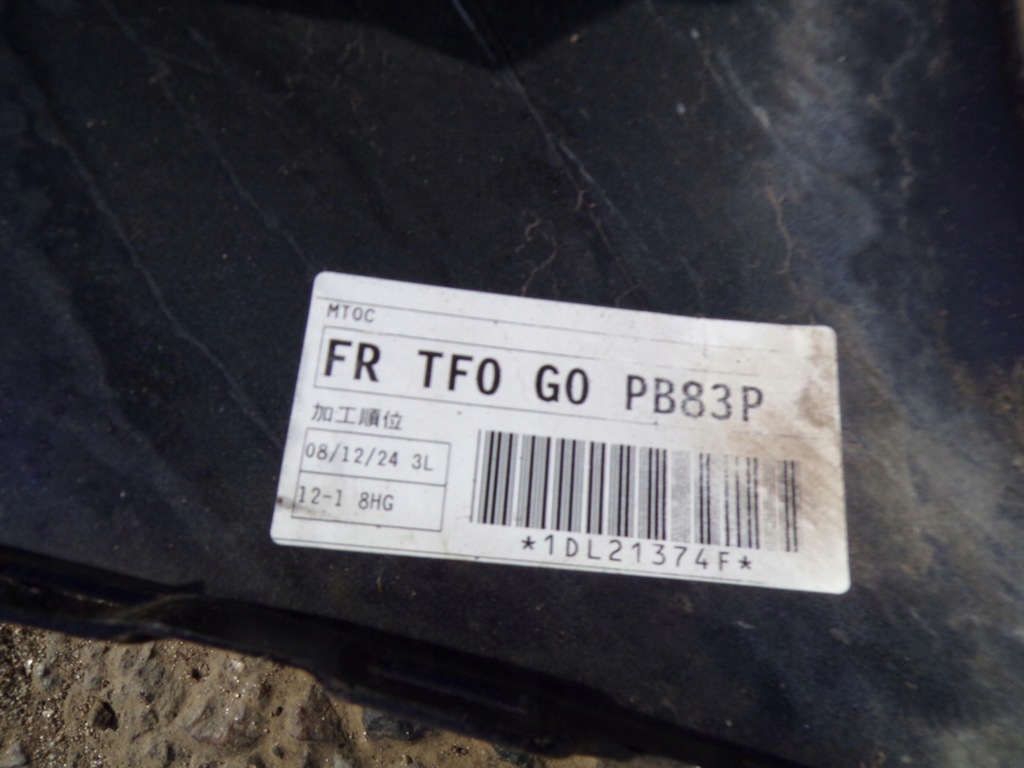 MTOC
FR TF0 G0 PB83P
加工順位
08/12/24 3L
12-1 8HG
*1DL21374F*